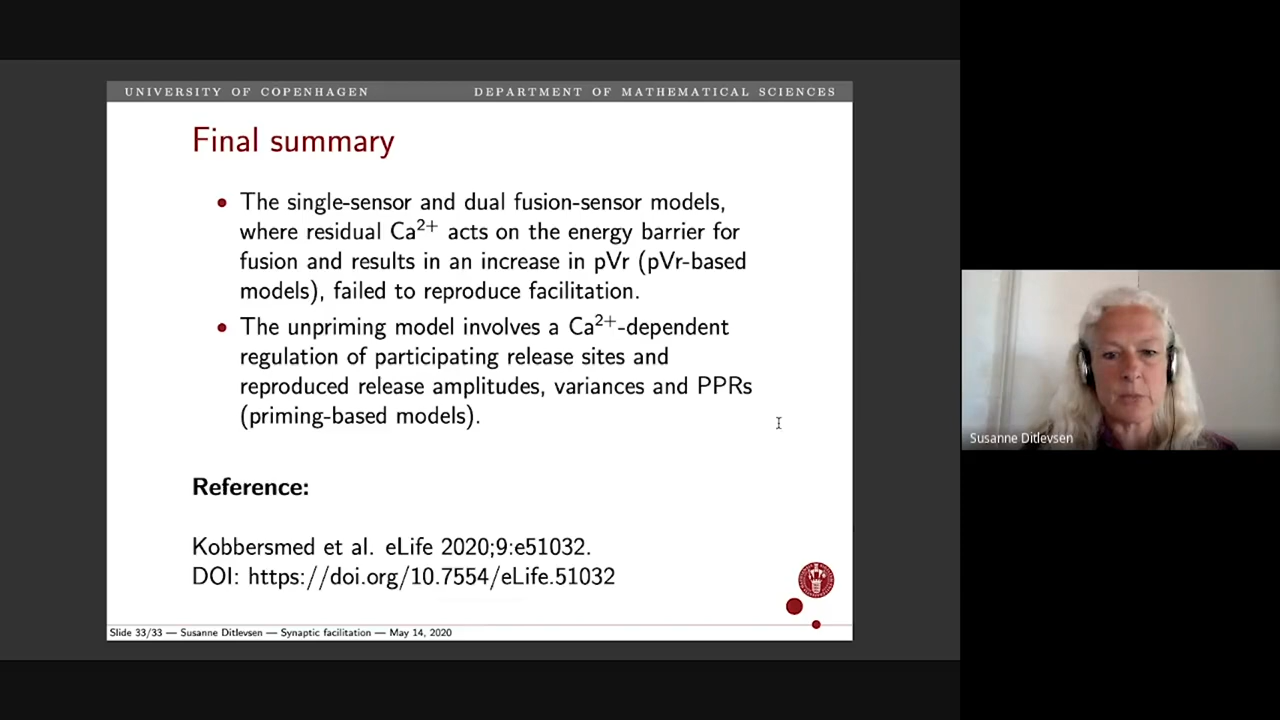 UNIVERSITY OF COPENHAGEN DEPARTMENT OF MATHEMATICAL SCIENCES
Final summary
• The single-sensor and dual fusion-sensor models,
where residual Ca²⁺ acts on the energy barrier for
fusion and results in an increase in pVr (pVr-based
models), failed to reproduce facilitation.
• The unpriming model involves a Ca²⁺-dependent
regulation of participating release sites and
reproduced release amplitudes, variances and PPRs
(priming-based models).
Reference:
Kobbersmed et al. eLife 2020;9:e51032.
DOI: https://doi.org/10.7554/eLife.51032
Slide 33/33 — Susanne Ditlevsen — Synaptic facilitation — May 14, 2020
Susanne Ditlevsen